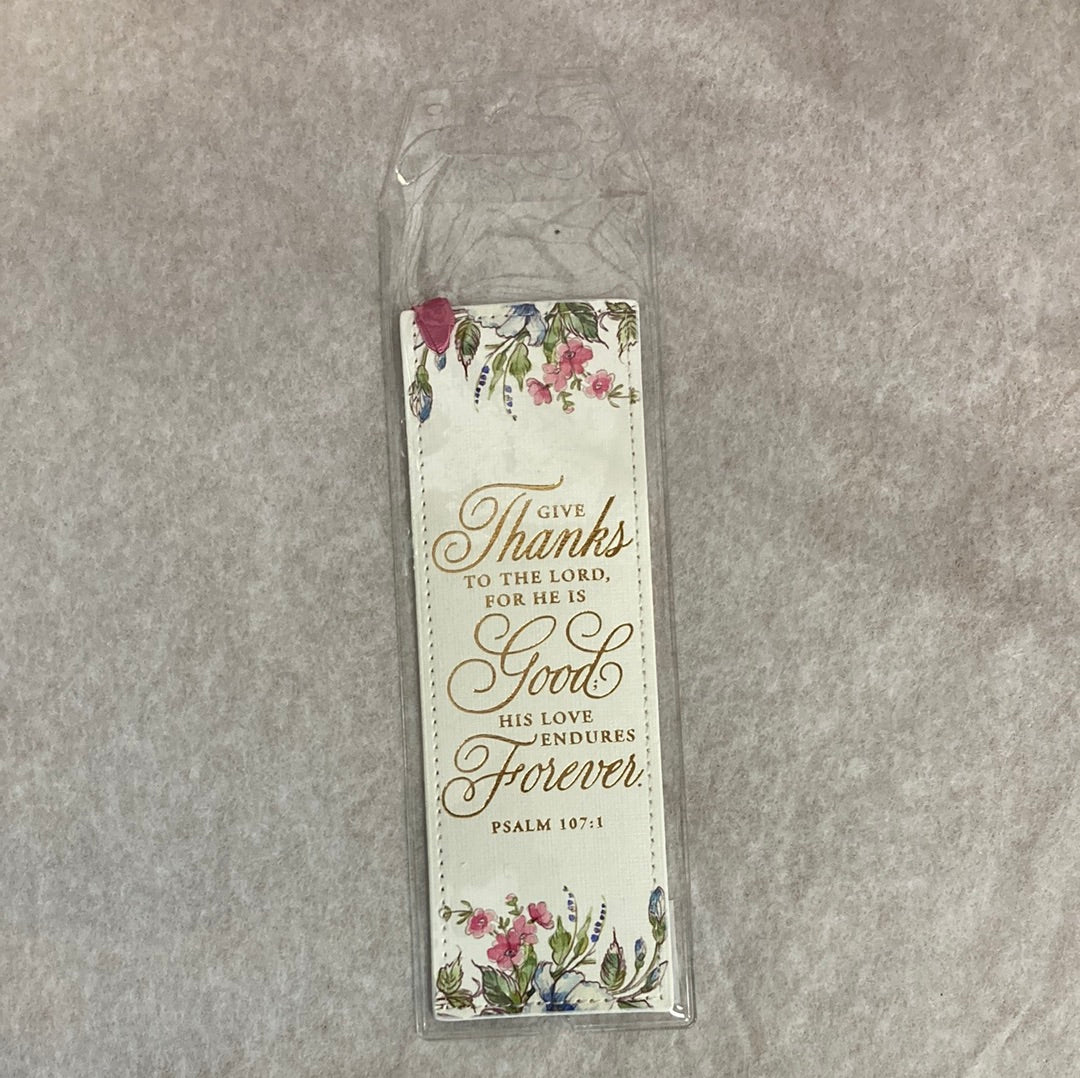 GIVE
Thanks
TO THE LORD,
FOR HE IS
Good;
HIS LOVE
ENDURES
Forever.
PSALM 107:1